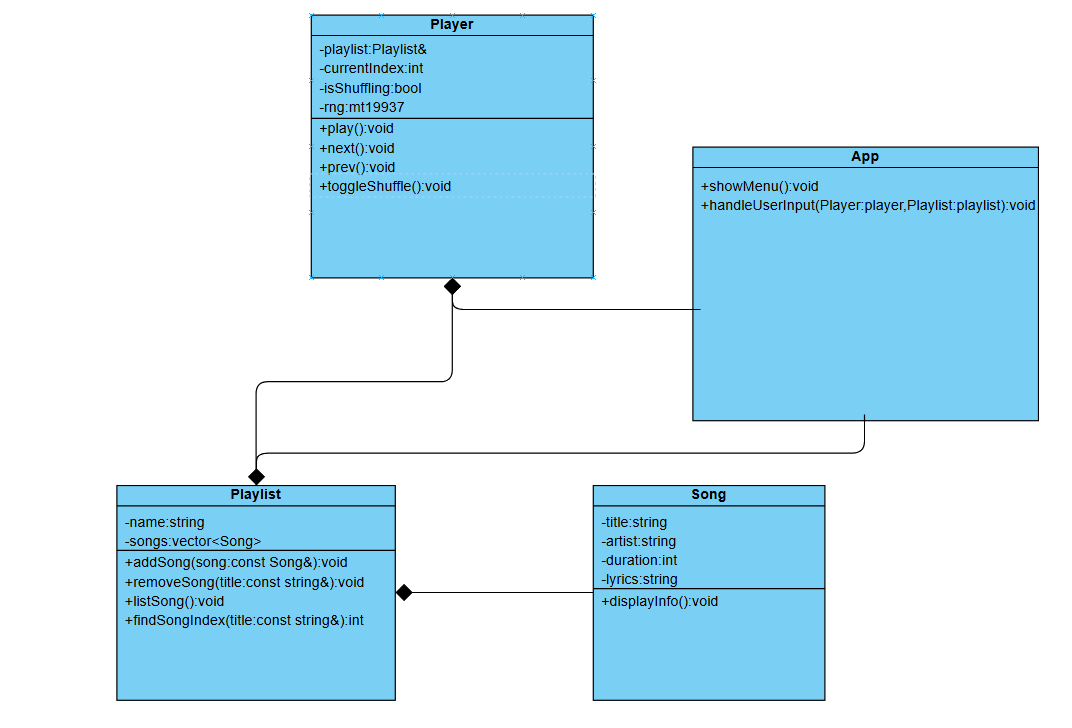 Player
-playlist:Playlist&
-currentIndex:int
-isShuffling:bool
-rng:mt19937
+play():void
+next():void
+prev():void
+toggleShuffle():void
App
+showMenu():void
+handleUserInput(Player:player,Playlist:playlist):void
Playlist
-name:string
-songs:vector<Song>
+addSong(song:const Song&):void
+removeSong(title:const string&):void
+listSong():void
+findSongIndex(title:const string&):int
Song
-title:string
-artist:string
-duration:int
-lyrics:string
+displayInfo():void